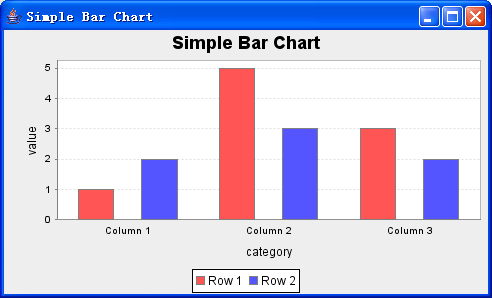 Simple Bar Chart
Simple Bar Chart
5
4
3
2
1
0
value
Column 1 Column 2 Column 3
category
Row 1 Row 2